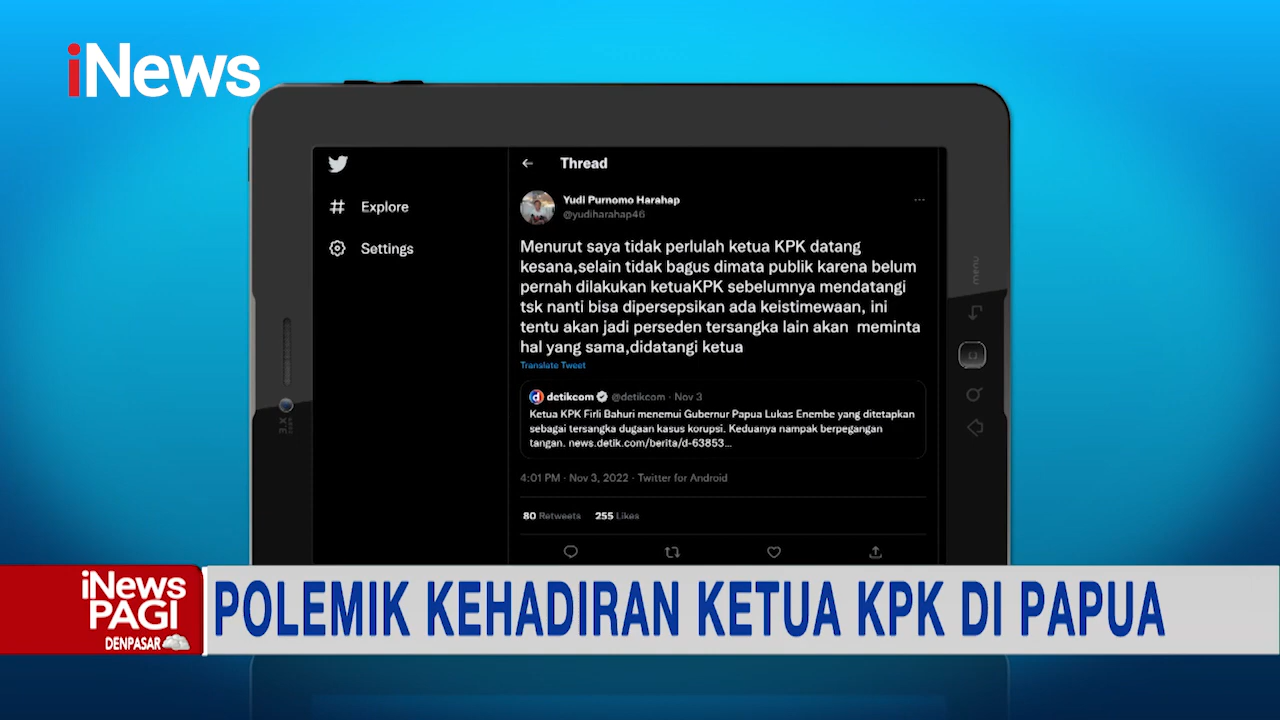 iNews
Thread
Explore
Settings
Yudi Purnomo Harahap
@yudiharahap46
Menurut saya tidak perlulah ketua KPK datang
kesana,selain tidak bagus dimata publik karena belum
pernah dilakukan ketuaKPK sebelumnya mendatangi
tsk nanti bisa dipersepsikan ada keistimewaan, ini
tentu akan jadi perseden tersangka lain akan meminta
hal yang sama,didatangi ketua
Translate Tweet
detikcom @detikcom · Nov 3
Ketua KPK Firli Bahuri menemui Gubernur Papua Lukas Enembe yang ditetapkan
sebagai tersangka dugaan kasus korupsi. Keduanya nampak berpegangan
tangan. news.detik.com/berita/d-63853...
4:01 PM · Nov 3, 2022 · Twitter for Android
80 Retweets 255 Likes
menu
iNews
PAGI
DENPASAR
POLEMIK KEHADIRAN KETUA KPK DI PAPUA